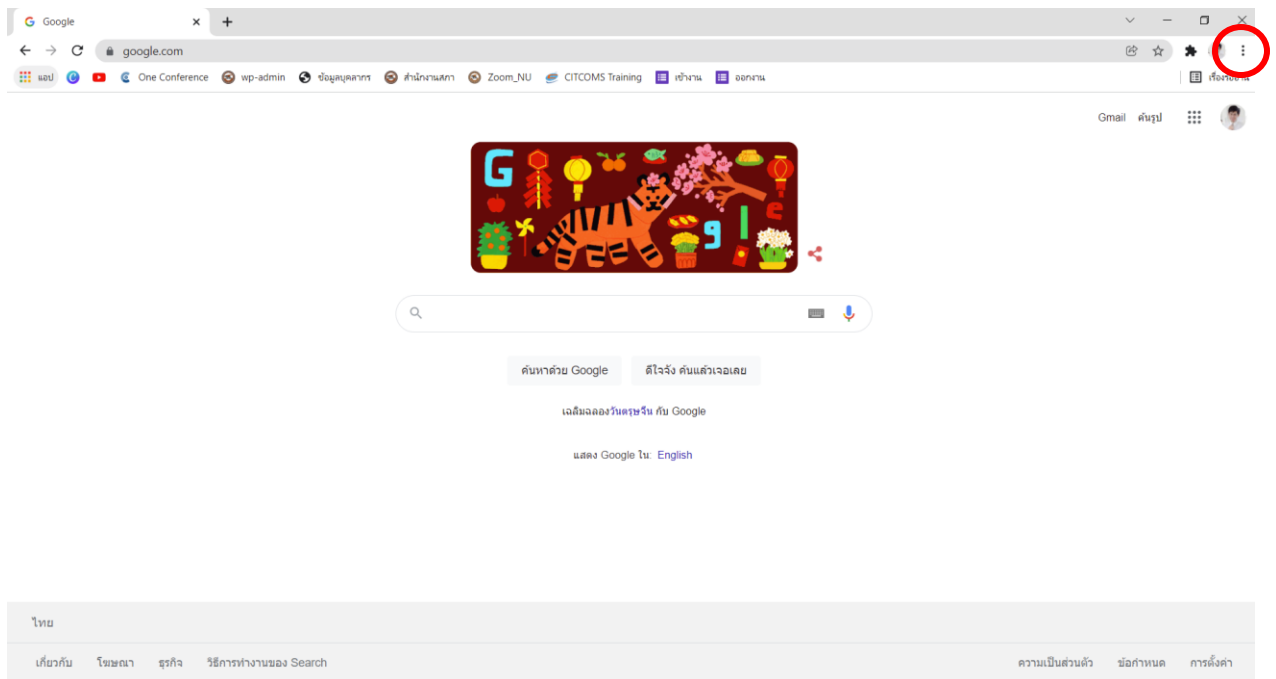 Google
google.com
แอป One Conference wp-admin ข้อมูลบุคลากร สำนักงานสภา Zoom_NU CITCOMS Training เข้างาน ออกงาน
Gmail ค้นรูป
G g l e
ค้นหาด้วย Google ดีใจจัง ค้นแล้วเจอเลย
เฉลิมฉลองวันตรุษจีน กับ Google
แสดง Google ใน: English
ไทย
เกี่ยวกับ โฆษณา ธุรกิจ วิธีการทำงานของ Search ความเป็นส่วนตัว ข้อกำหนด การตั้งค่า